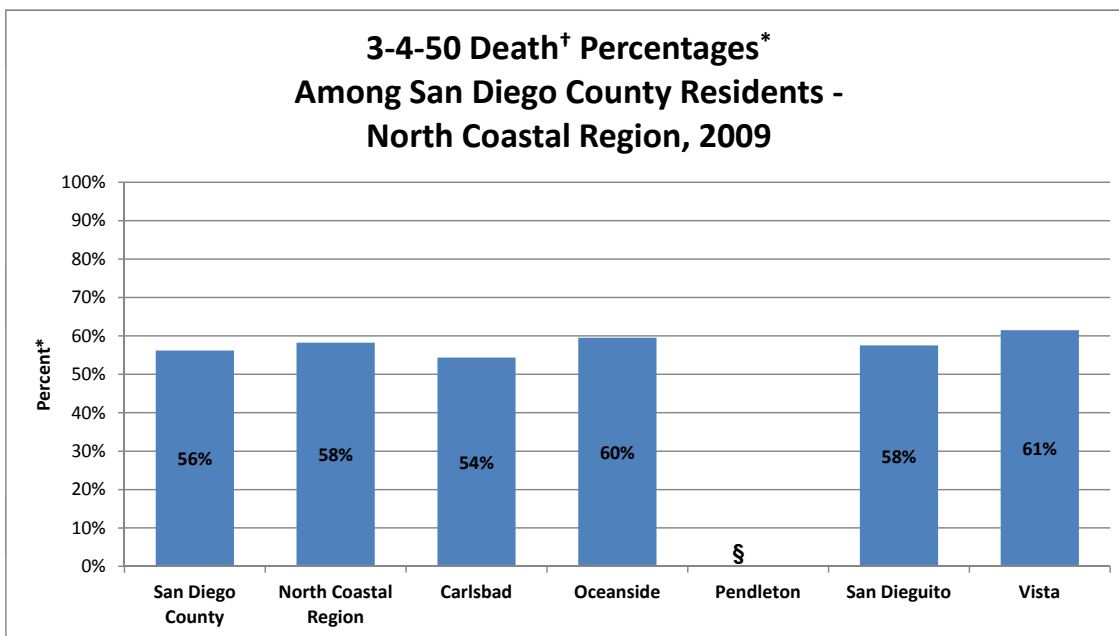 3-4-50 Death† Percentages*
Among San Diego County Residents -
North Coastal Region, 2009
100%
90%
80%
70%
60%
50%
40%
30%
20%
10%
0%
Percent*
56%
58%
54%
60%
§
58%
61%
San Diego
County
North Coastal
Region
Carlsbad
Oceanside
Pendleton
San Dieguito
Vista